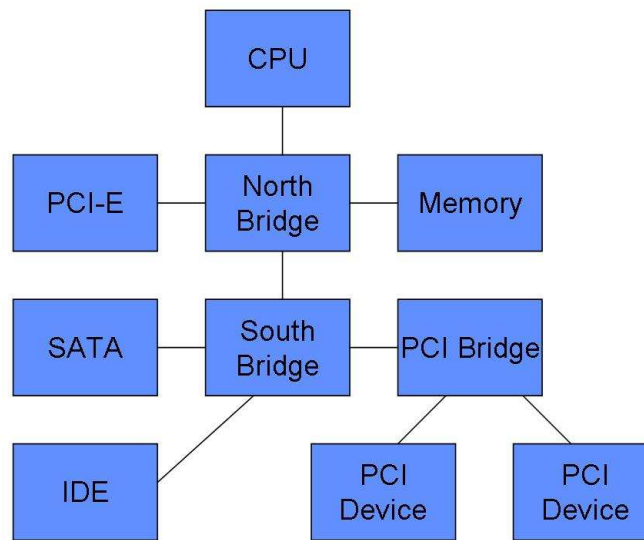 CPU
PCI-E
North
Bridge
Memory
SATA
South
Bridge
PCI Bridge
IDE
PCI
Device
PCI
Device